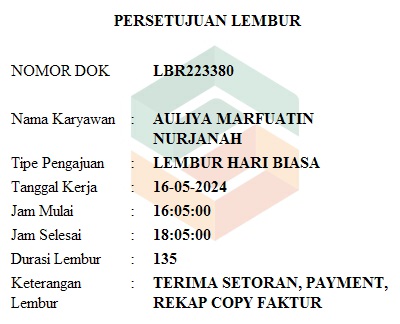 PERSETUJUAN LEMBUR
NOMOR DOK LBR223380
Nama Karyawan : AULIYA MARFUATIN
NURJANAH
Tipe Pengajuan : LEMBUR HARI BIASA
Tanggal Kerja : 16-05-2024
Jam Mulai : 16:05:00
Jam Selesai : 18:05:00
Durasi Lembur : 135
Keterangan : TERIMA SETORAN, PAYMENT,
Lembur REKAP COPY FAKTUR